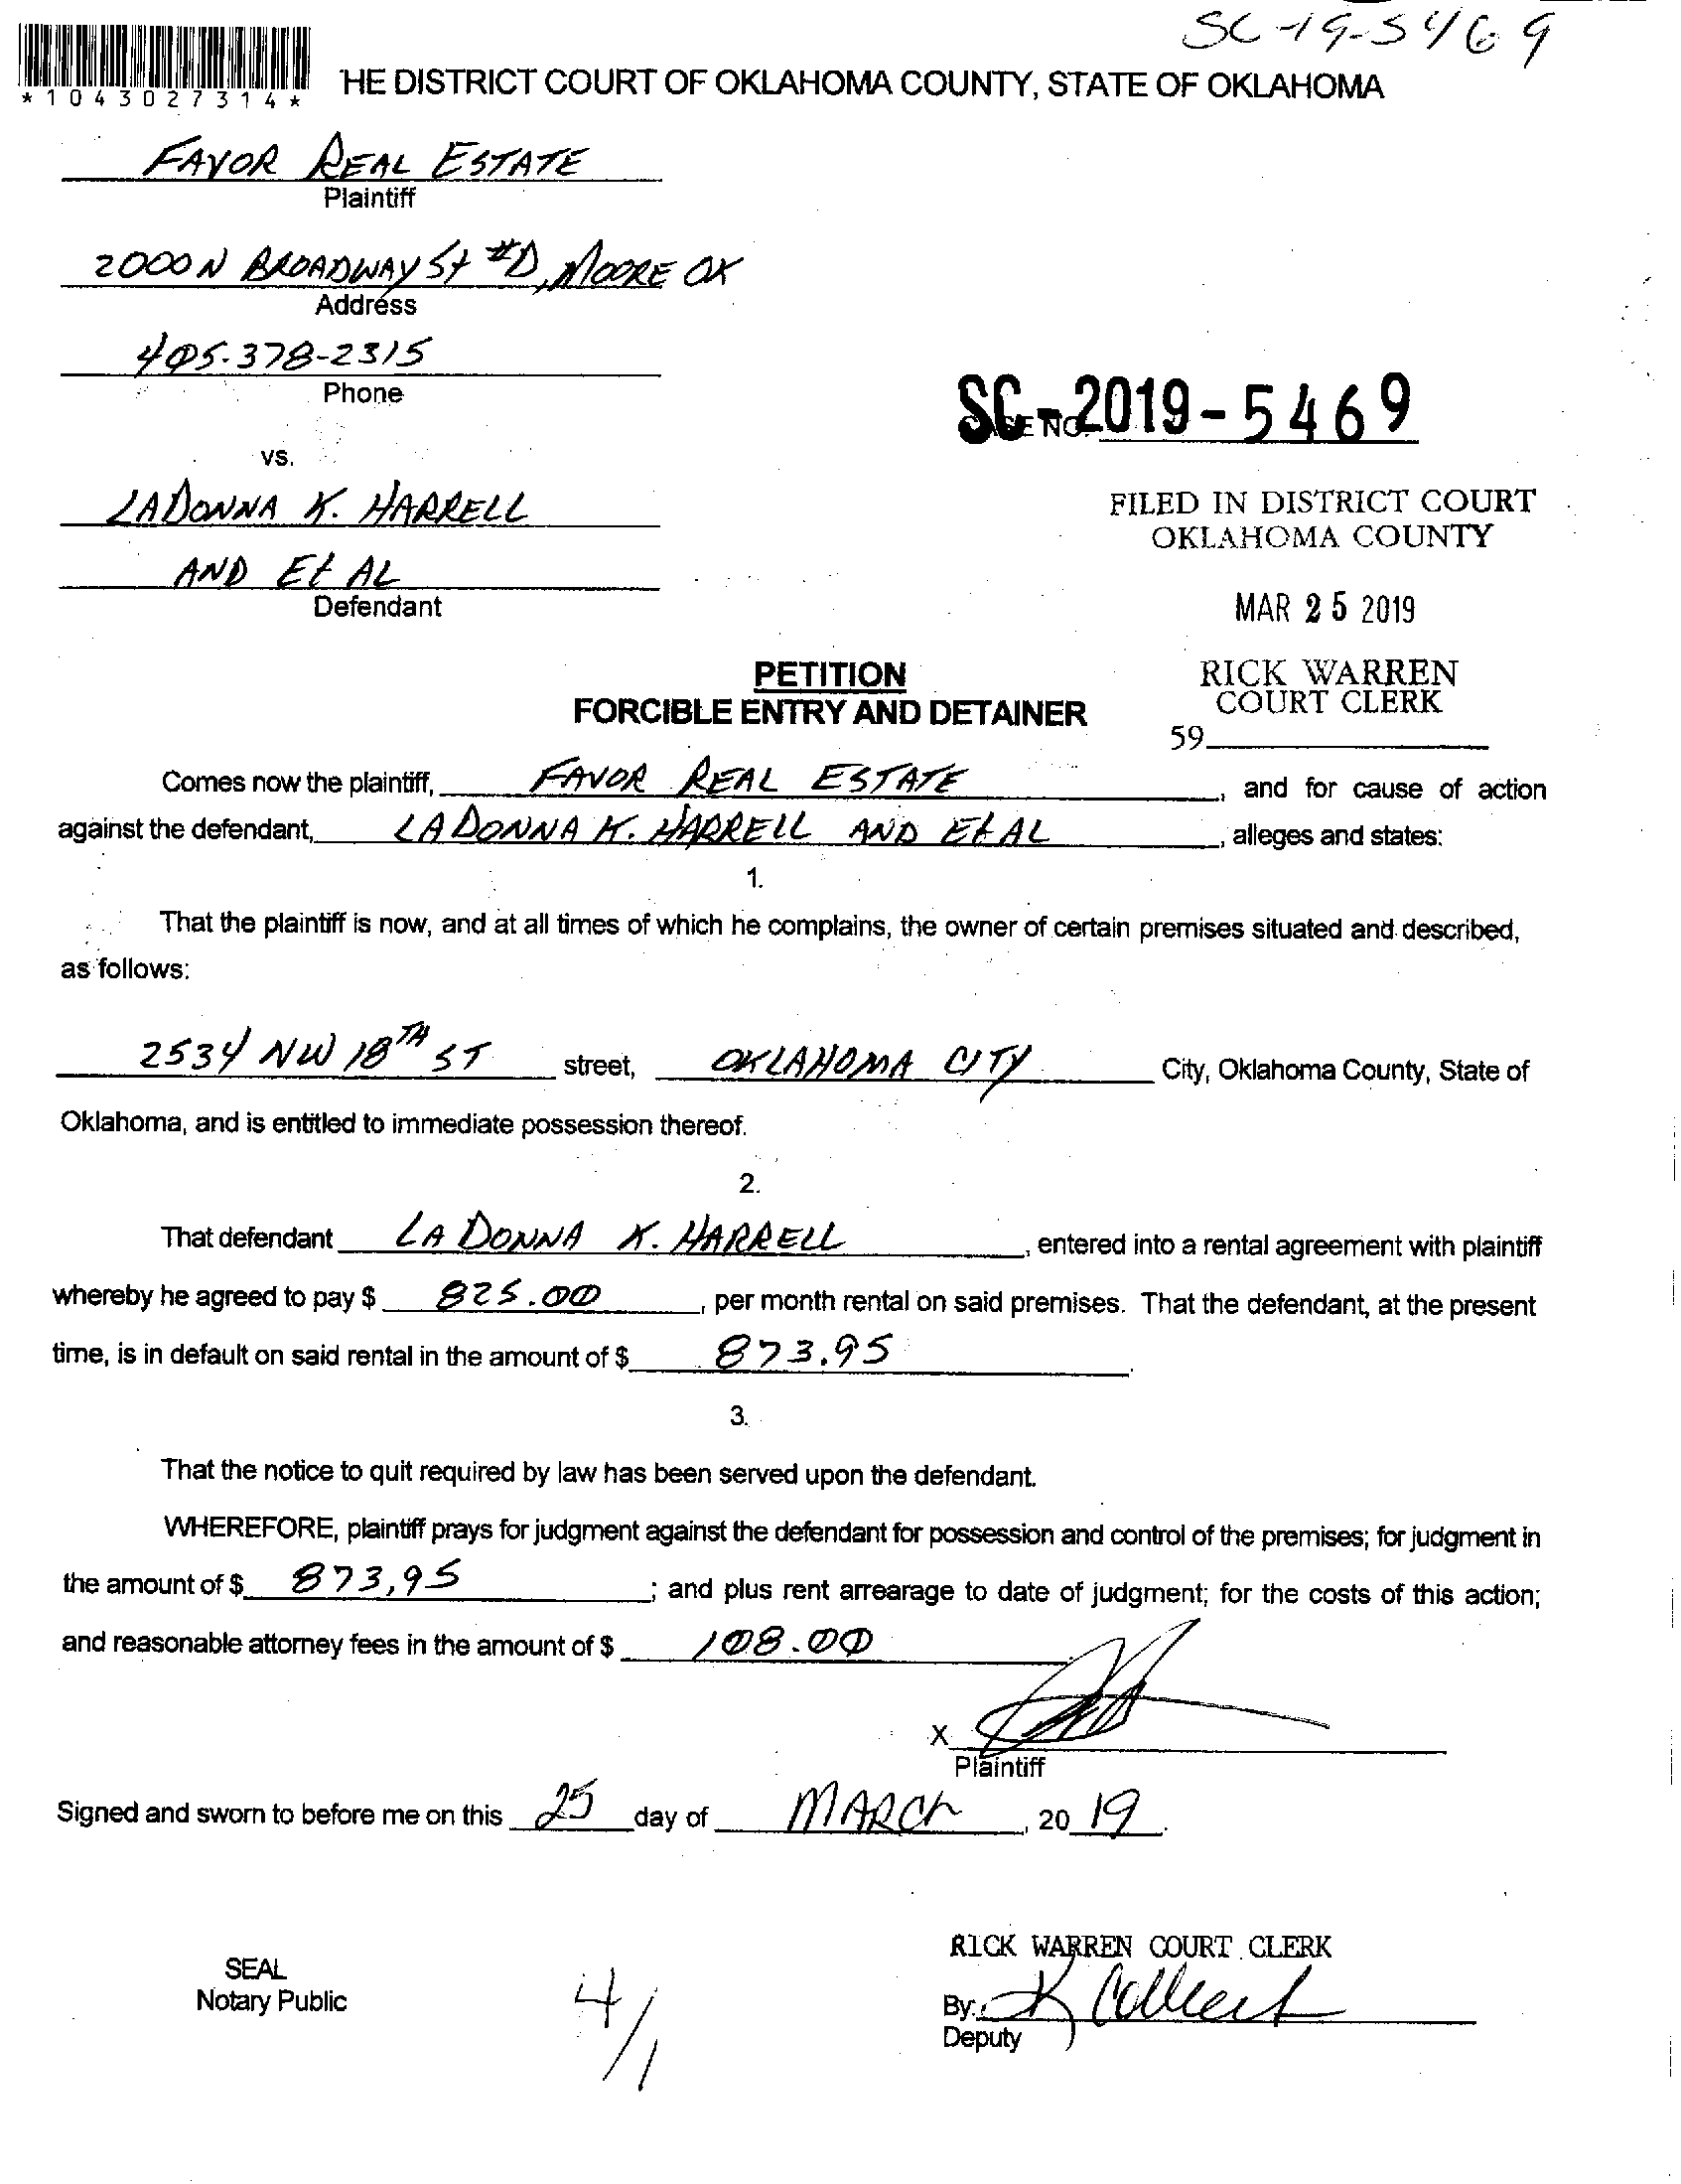 SC-19-5469
*1043027314*
HE DISTRICT COURT OF OKLAHOMA COUNTY, STATE OF OKLAHOMA
FAVOR REAL ESTATE
Plaintiff
2000 N BROADWAY St #D, MOORE OK
Address
405-378-2315
Phone
SC-2019-5469
vs.
LADONNA K. HARRELL
AND Et AL
Defendant
FILED IN DISTRICT COURT
OKLAHOMA COUNTY
MAR 25 2019
RICK WARREN
COURT CLERK
59
PETITION
FORCIBLE ENTRY AND DETAINER
Comes now the plaintiff, FAVOR REAL ESTATE, and for cause of action
against the defendant, LADONNA K. HARRELL AND Et AL, alleges and states:
1.
That the plaintiff is now, and at all times of which he complains, the owner of certain premises situated and described,
as follows:
2534 NW 18TH ST street, OKLAHOMA CITY City, Oklahoma County, State of
Oklahoma, and is entitled to immediate possession thereof.
2.
That defendant LA DONNA K. HARRELL, entered into a rental agreement with plaintiff
whereby he agreed to pay $ 825.00, per month rental on said premises. That the defendant, at the present
time, is in default on said rental in the amount of $ 873.95.
3.
That the notice to quit required by law has been served upon the defendant.
WHEREFORE, plaintiff prays for judgment against the defendant for possession and control of the premises; for judgment in
the amount of $ 873,95; and plus rent arrearage to date of judgment; for the costs of this action;
and reasonable attorney fees in the amount of $ 108.00
X
Plaintiff
Signed and sworn to before me on this 25 day of MARCh, 20 19.
SEAL
Notary Public
4/1
RICK WARREN COURT CLERK
By: K
Deputy